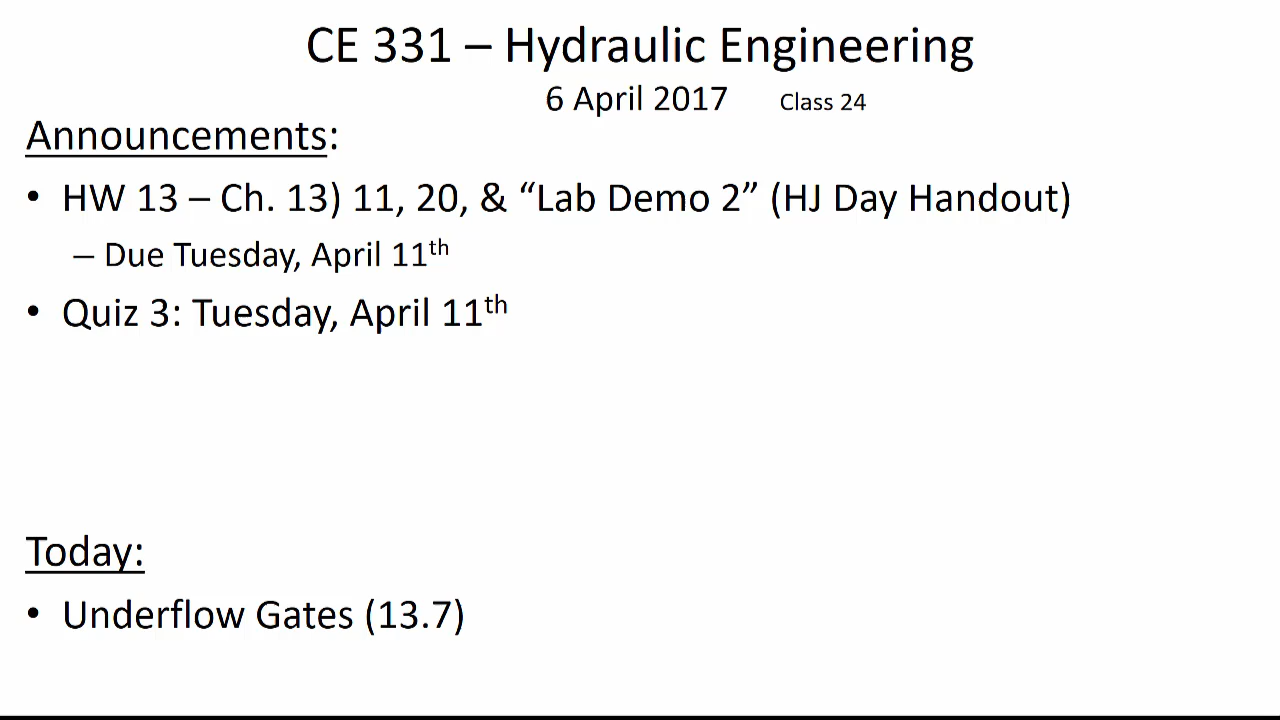 CE 331 – Hydraulic Engineering
6 April 2017 Class 24
Announcements:
• HW 13 – Ch. 13) 11, 20, & “Lab Demo 2” (HJ Day Handout)
– Due Tuesday, April 11th
• Quiz 3: Tuesday, April 11th
Today:
• Underflow Gates (13.7)